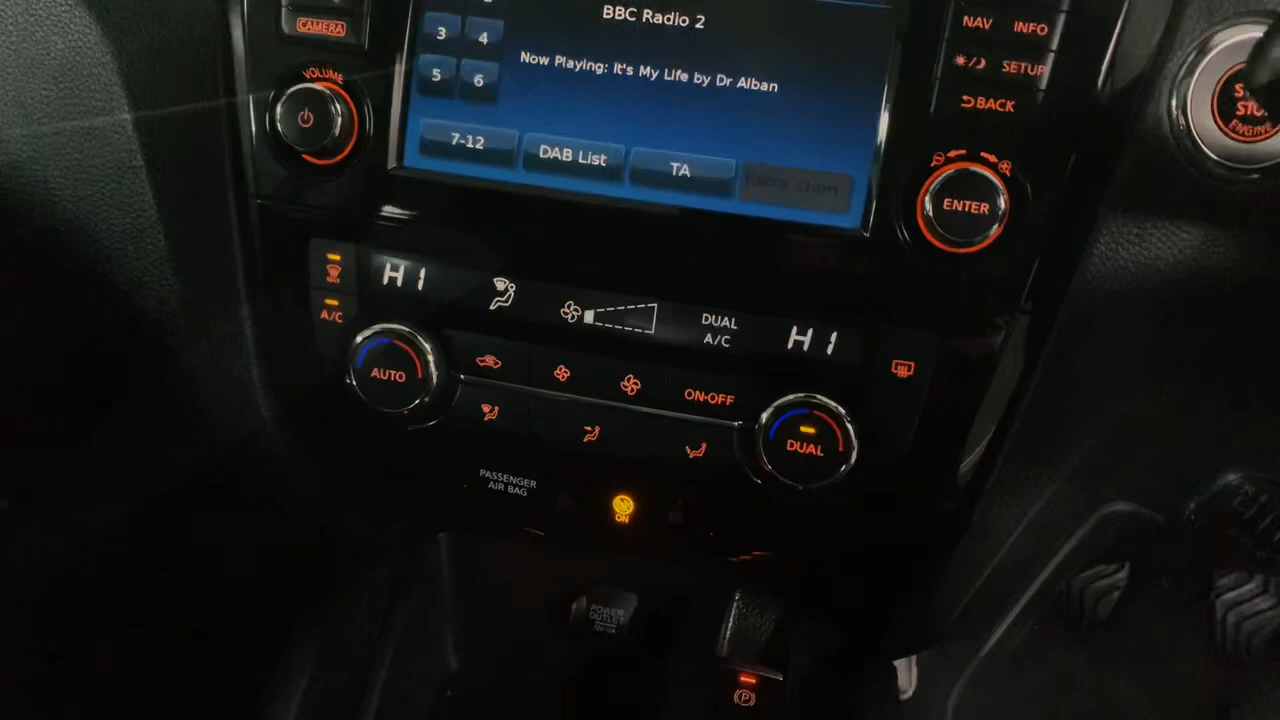 CAMERA
VOLUME
3 4
5 6
BBC Radio 2
Now Playing: It's My Life by Dr Alban
7-12
DAB List
TA
NAV INFO
SETUP
BACK
ENTER
ENGINE
HI
A/C
AUTO
DUAL
A/C
HI
ON·OFF
DUAL
PASSENGER
AIR BAG
ON
POWER
OUTLET
P